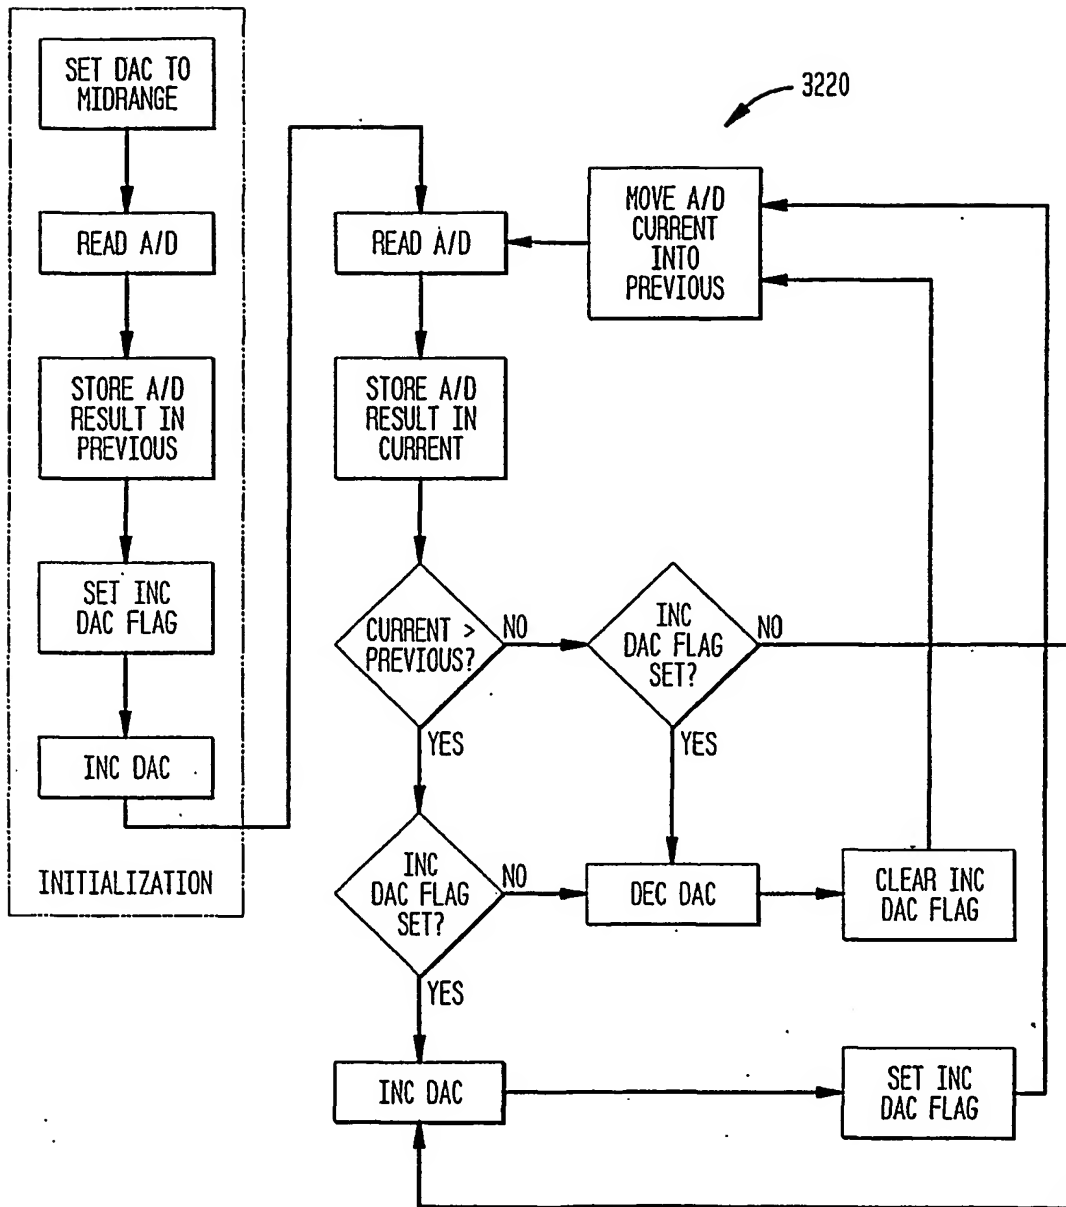 SET DAC TO
MIDRANGE
READ A/D
STORE A/D
RESULT IN
PREVIOUS
SET INC
DAC FLAG
INC DAC
INITIALIZATION
3220
READ A/D
MOVE A/D
CURRENT
INTO
PREVIOUS
STORE A/D
RESULT IN
CURRENT
CURRENT >
PREVIOUS?
NO
YES
INC
DAC FLAG
SET?
NO
YES
INC
DAC FLAG
SET?
NO
YES
DEC DAC
CLEAR INC
DAC FLAG
INC DAC
SET INC
DAC FLAG